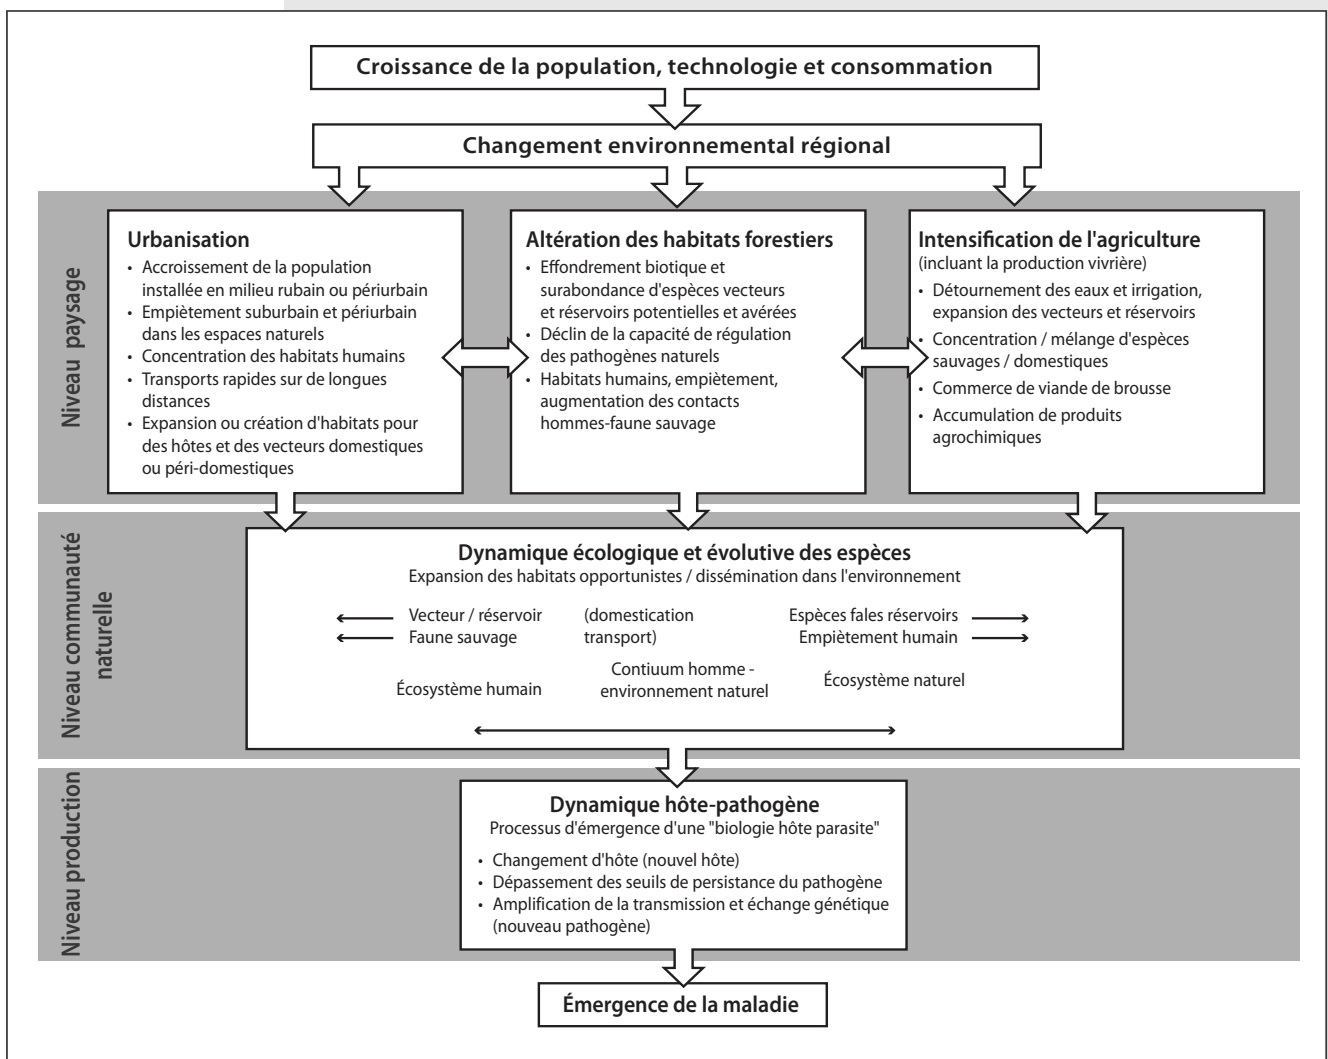 Croissance de la population, technologie et consommation
Changement environnemental régional
Niveau paysage
Urbanisation
• Accroissement de la population
installée en milieu rubain ou périurbain
• Empiètement suburbain et périurbain
dans les espaces naturels
• Concentration des habitats humains
• Transports rapides sur de longues
distances
• Expansion ou création d'habitats pour
des hôtes et des vecteurs domestiques
ou péri-domestiques
Altération des habitats forestiers
• Effondrement biotique et
surabondance d'espèces vecteurs
et réservoirs potentielles et avérées
• Déclin de la capacité de régulation
des pathogènes naturels
• Habitats humains, empiètement,
augmentation des contacts
hommes-faune sauvage
Intensification de l'agriculture
(incluant la production vivrière)
• Détournement des eaux et irrigation,
expansion des vecteurs et réservoirs
• Concentration / mélange d'espèces
sauvages / domestiques
• Commerce de viande de brousse
• Accumulation de produits
agrochimiques
Niveau communauté
naturelle
Dynamique écologique et évolutive des espèces
Expansion des habitats opportunistes / dissémination dans l'environnement
Vecteur / réservoir (domestication Espèces fales réservoirs
Faune sauvage transport) Empiètement humain
Écosystème humain
Contiuum homme -
environnement naturel
Écosystème naturel
Niveau production
Dynamique hôte-pathogène
Processus d'émergence d'une "biologie hôte parasite"
• Changement d'hôte (nouvel hôte)
• Dépassement des seuils de persistance du pathogène
• Amplification de la transmission et échange génétique
(nouveau pathogène)
Émergence de la maladie